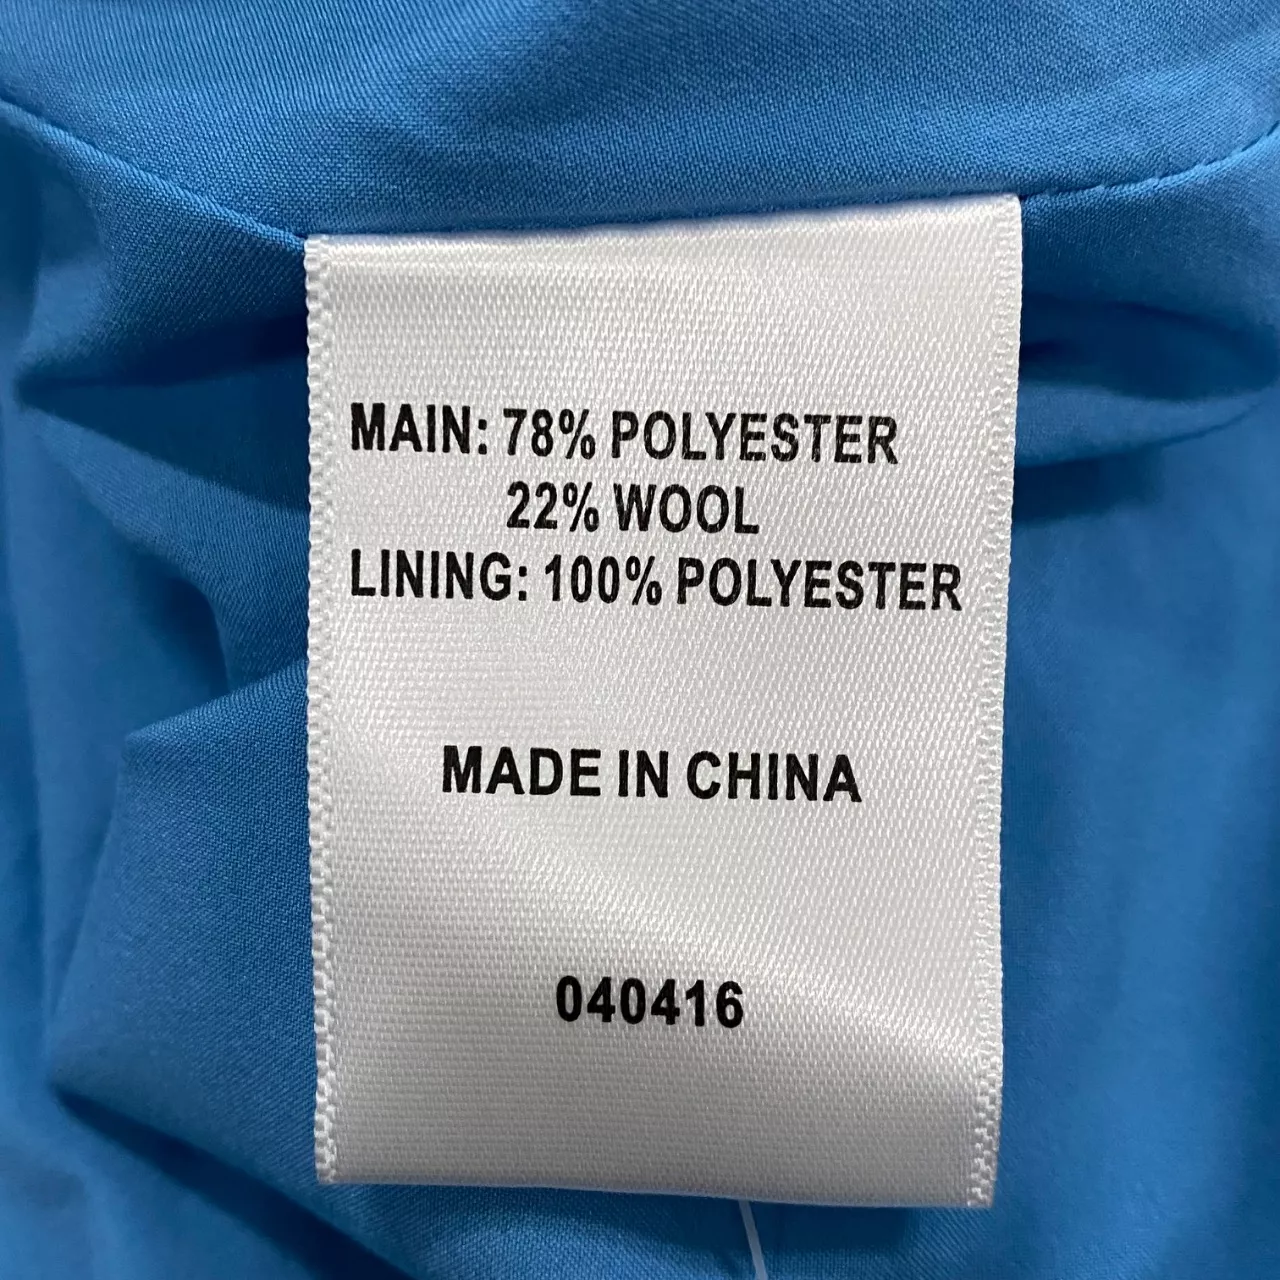 MAIN: 78% POLYESTER
22% WOOL
LINING: 100% POLYESTER
MADE IN CHINA
040416